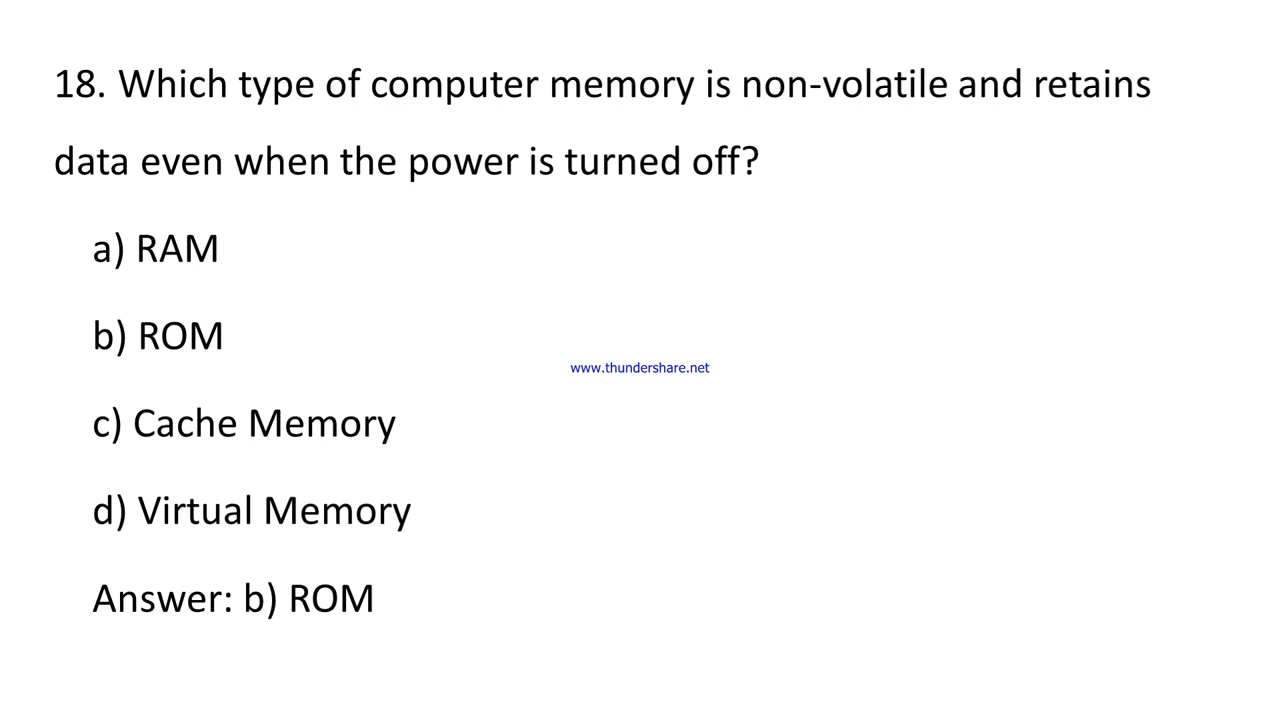 18. Which type of computer memory is non-volatile and retains
data even when the power is turned off?
a) RAM
b) ROM
www.thundershare.net
c) Cache Memory
d) Virtual Memory
Answer: b) ROM